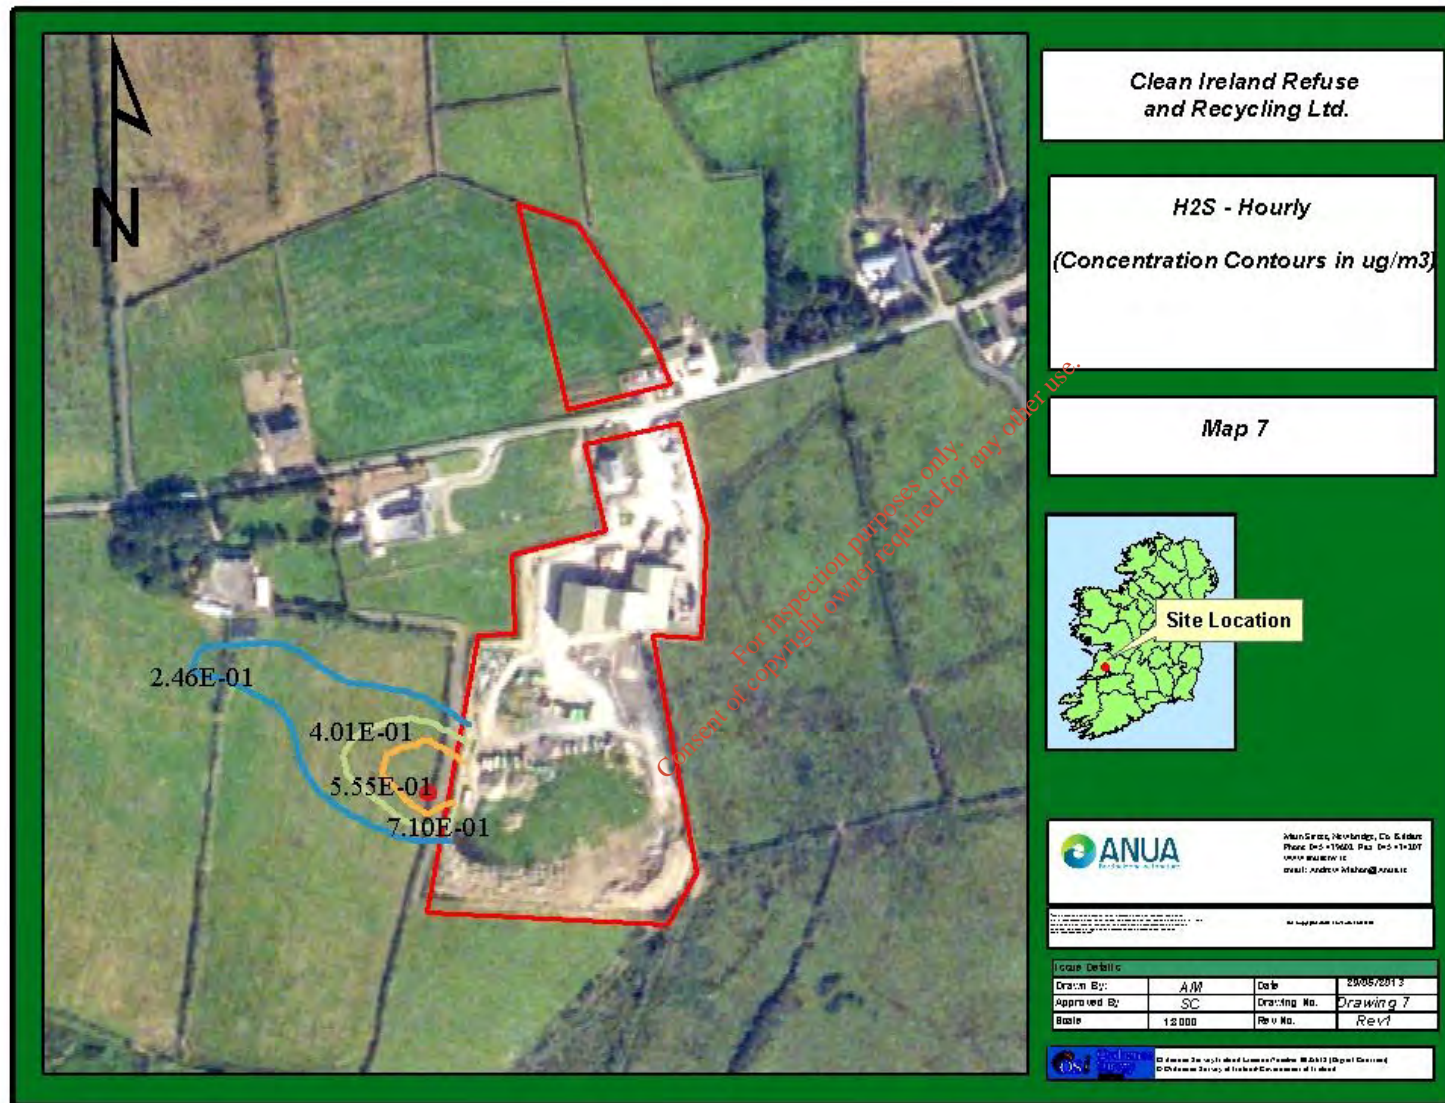 N
Clean Ireland Refuse
and Recycling Ltd.
H2S - Hourly
(Concentration Contours in ug/m3)
Map 7
Site Location
2.46E-01
4.01E-01
5.55E-01
7.10E-01
For inspection purposes only.
Consent of copyright owner required for any other use.
ANUA
Issue Details
Drawn By: AM Date
Approved By SC Drawing No. Drawing 7
Scale Rev No. Rev1